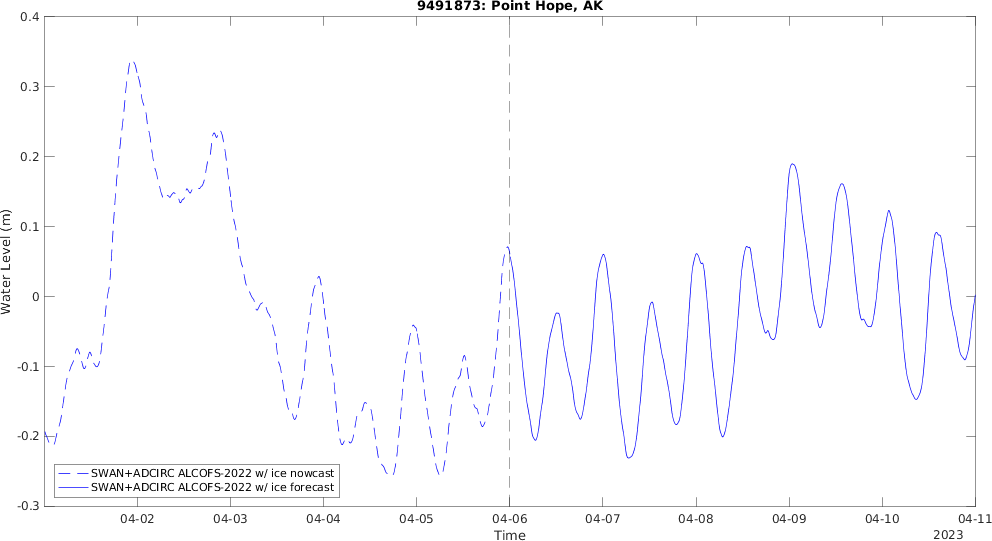 9491873: Point Hope, AK
0.4
0.3
0.2
0.1
0
-0.1
-0.2
-0.3
Water Level (m)
SWAN+ADCIRC ALCOFS-2022 w/ ice nowcast
SWAN+ADCIRC ALCOFS-2022 w/ ice forecast
04-02 04-03 04-04 04-05 04-06 04-07 04-08 04-09 04-10 04-11
Time
2023